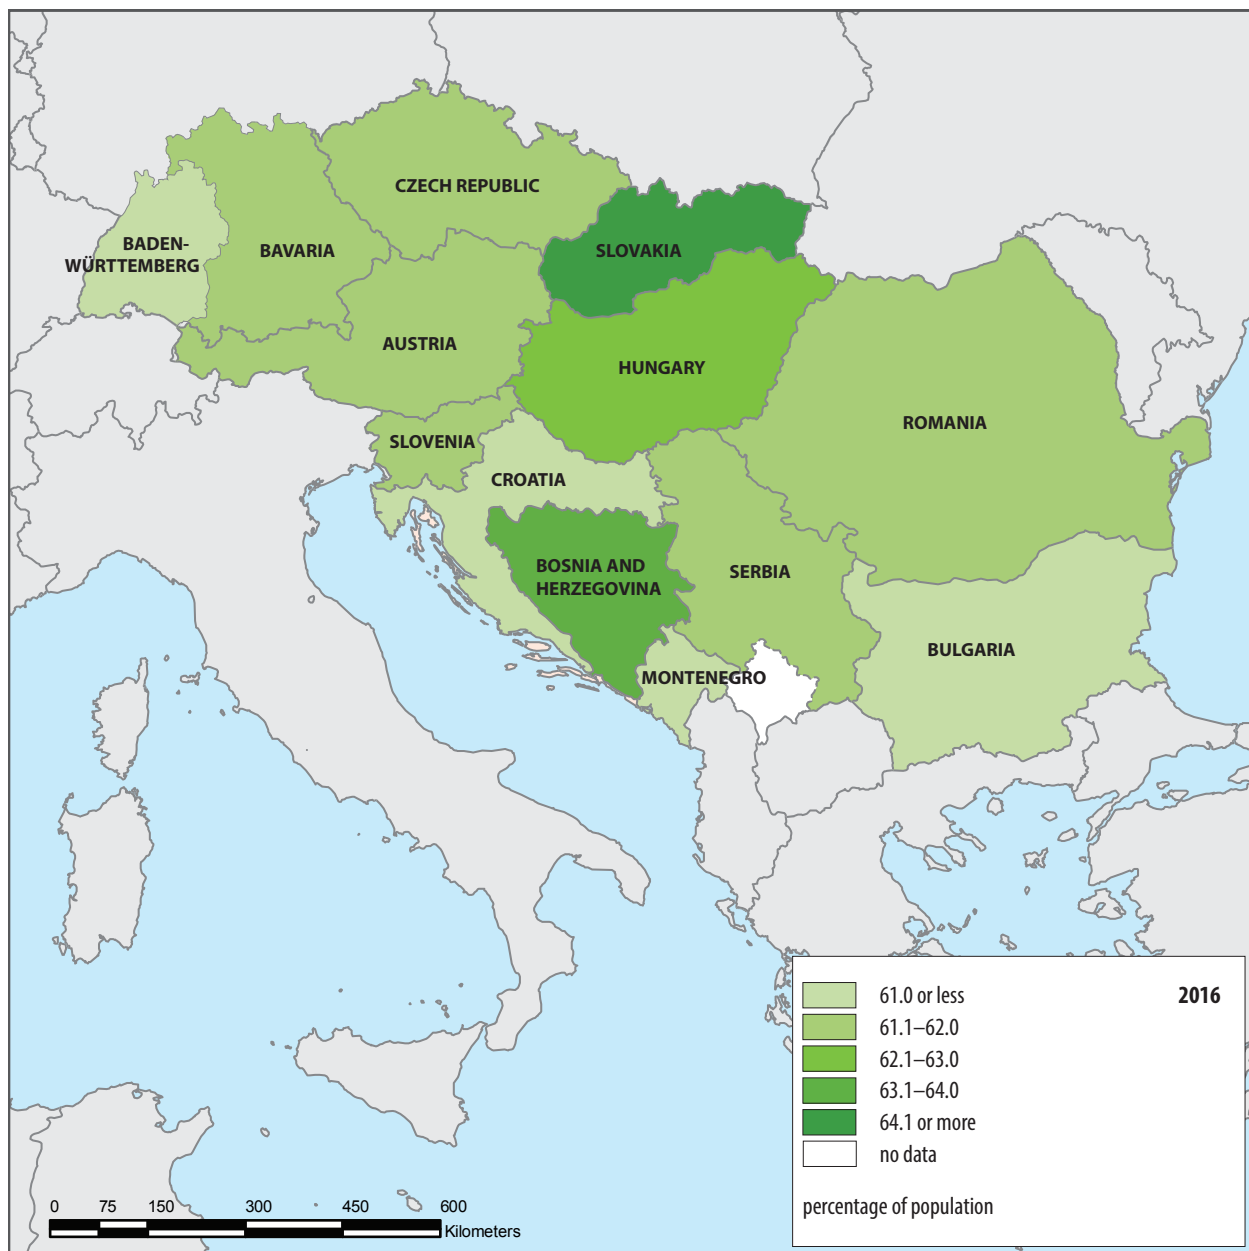 CZECH REPUBLIC
BADEN-
WÜRTTEMBERG
BAVARIA
SLOVAKIA
AUSTRIA
HUNGARY
ROMANIA
SLOVENIA
CROATIA
BOSNIA AND
HERZEGOVINA
SERBIA
BULGARIA
MONTENEGRO
61.0 or less
2016
61.1–62.0
62.1–63.0
63.1–64.0
64.1 or more
no data
percentage of population
0 75 150 300 450 600
Kilometers